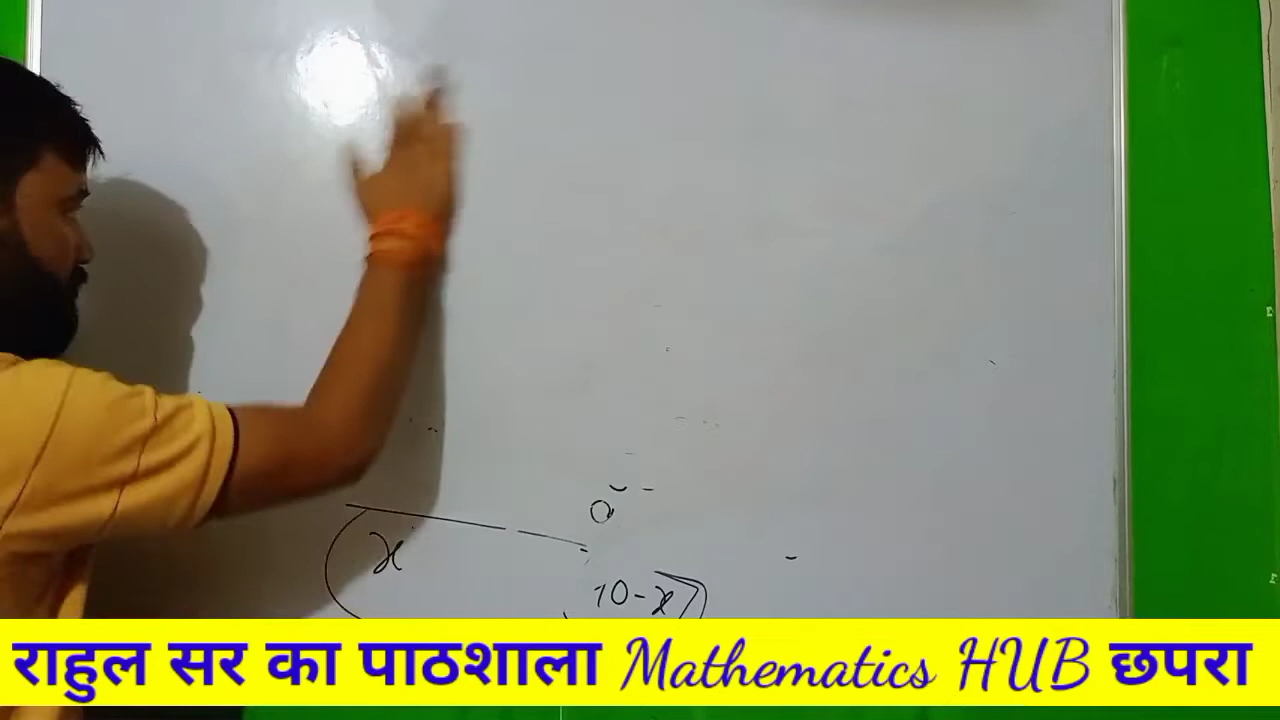 x
10-x
राहुल सर का पाठशाला Mathematics HUB छपरा